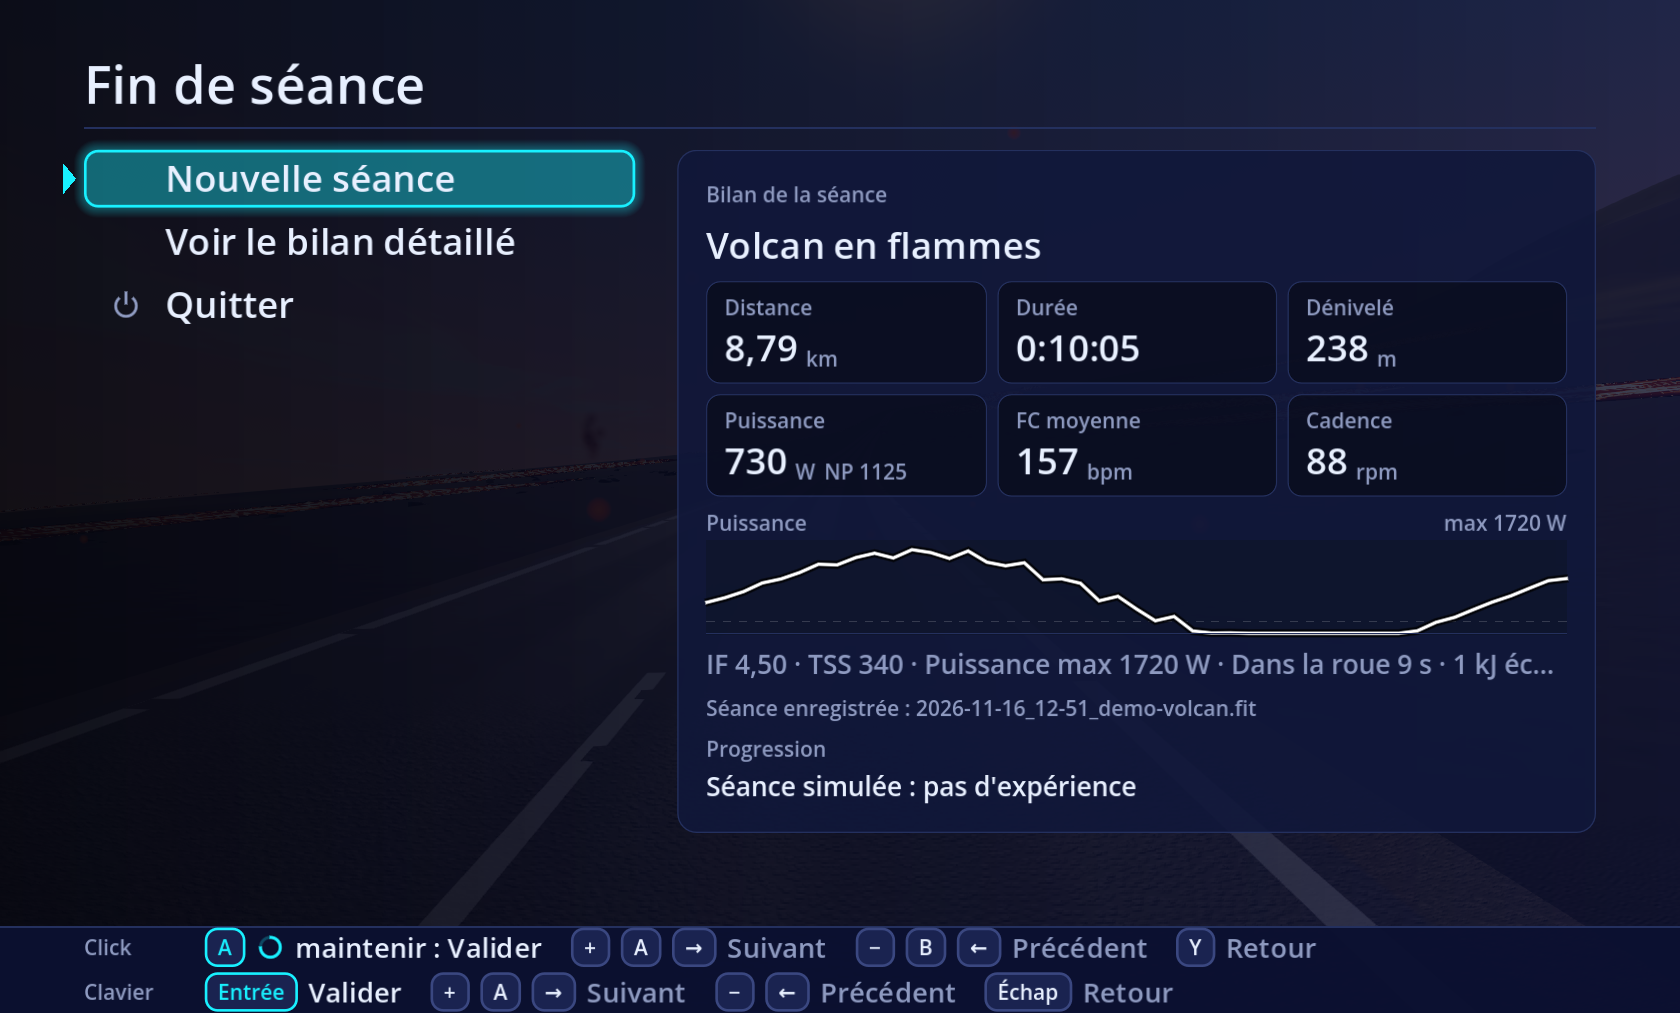 Fin de séance
Nouvelle séance
Voir le bilan détaillé
Quitter
Bilan de la séance
Volcan en flammes
Distance
8,79 km
Durée
0:10:05
Dénivelé
238 m
Puissance
730 W NP 1125
FC moyenne
157 bpm
Cadence
88 rpm
Puissance
max 1720 W
IF 4,50 · TSS 340 · Puissance max 1720 W · Dans la roue 9 s · 1 kJ éc…
Séance enregistrée : 2026-11-16_12-51_demo-volcan.fit
Progression
Séance simulée : pas d'expérience
Click A maintenir : Valider + A → Suivant − B ← Précédent Y Retour
Clavier Entrée Valider + A → Suivant − ← Précédent Échap Retour